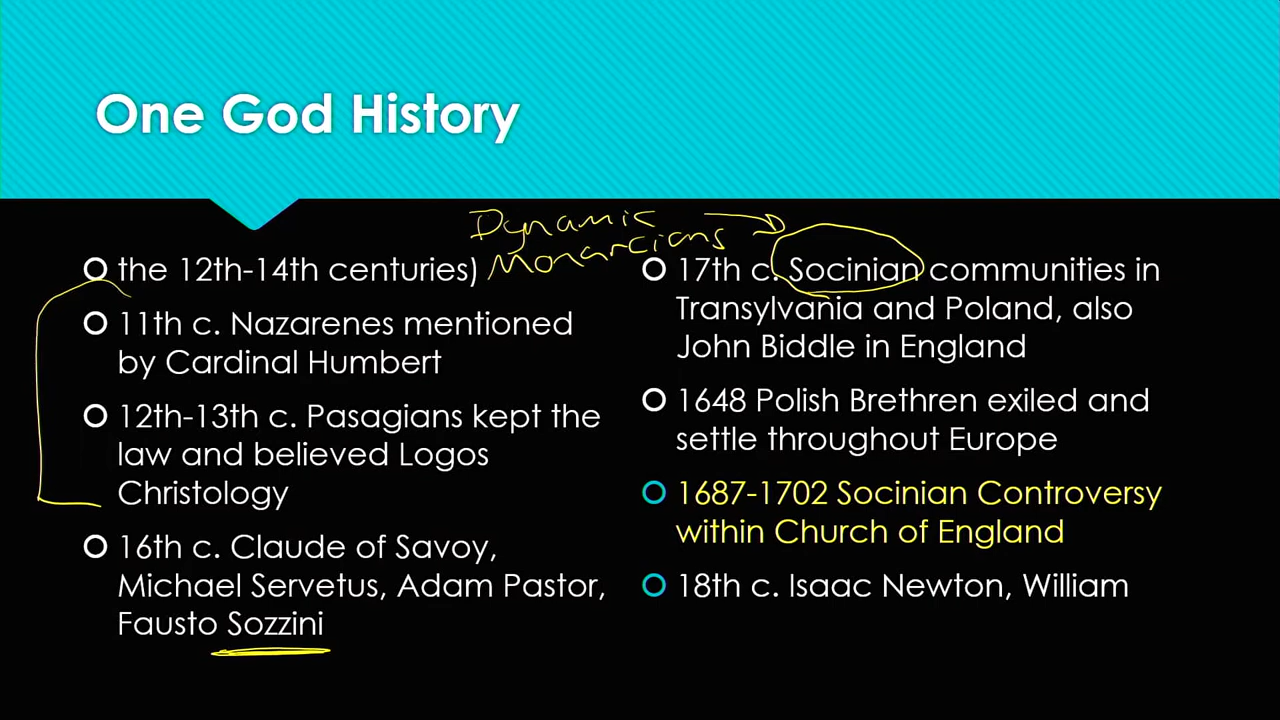 One God History
Dynamic
Monarcians
the 12th-14th centuries)
11th c. Nazarenes mentioned
by Cardinal Humbert
12th-13th c. Pasagians kept the
law and believed Logos
Christology
16th c. Claude of Savoy,
Michael Servetus, Adam Pastor,
Fausto Sozzini
17th c. Socinian communities in
Transylvania and Poland, also
John Biddle in England
1648 Polish Brethren exiled and
settle throughout Europe
1687-1702 Socinian Controversy
within Church of England
18th c. Isaac Newton, William